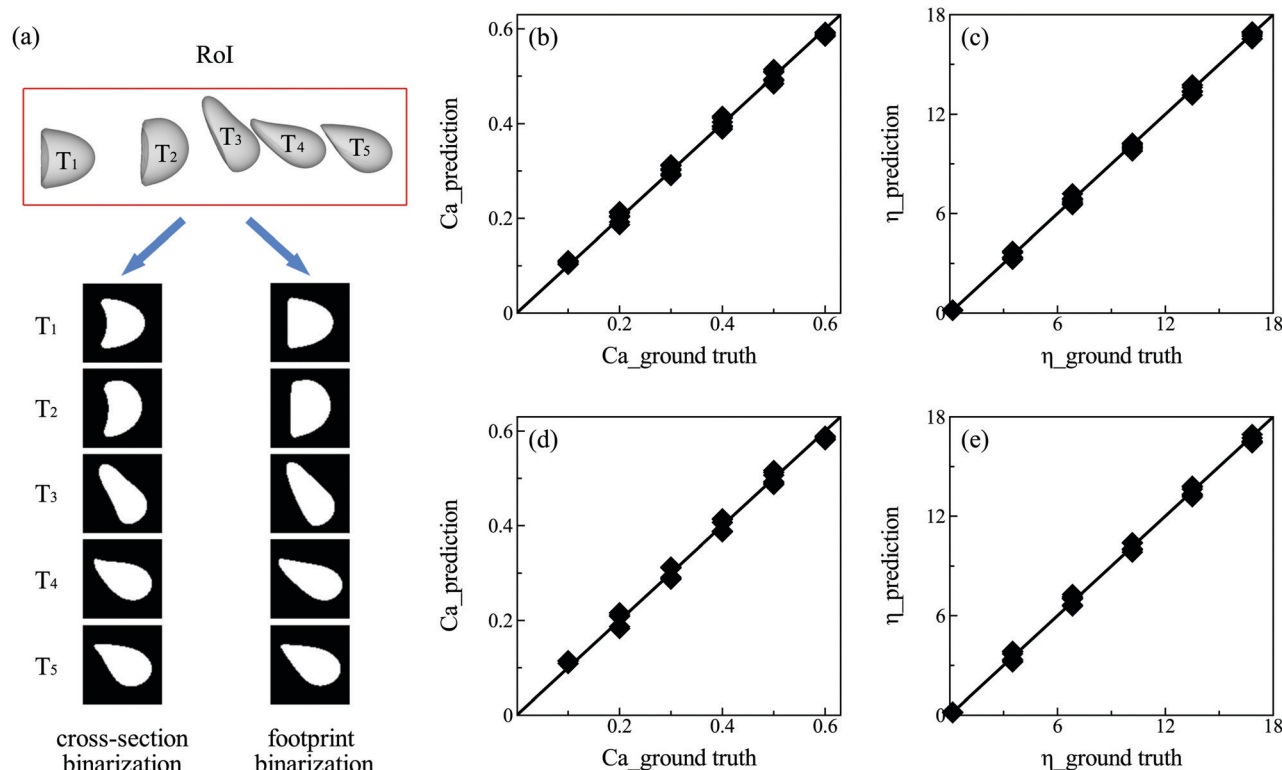 (a)
RoI
T1
T2
T3
T4
T5
T1
T2
T3
T4
T5
cross-section
binarization
footprint
binarization
(b)
Ca_prediction
0.6
0.4
0.2
0
0.2 0.4 0.6
Ca_ground truth
(c)
η_prediction
18
12
6
0
6 12 18
η_ground truth
(d)
Ca_prediction
0.6
0.4
0.2
0
0.2 0.4 0.6
Ca_ground truth
(e)
η_prediction
18
12
6
0
6 12 18
η_ground truth